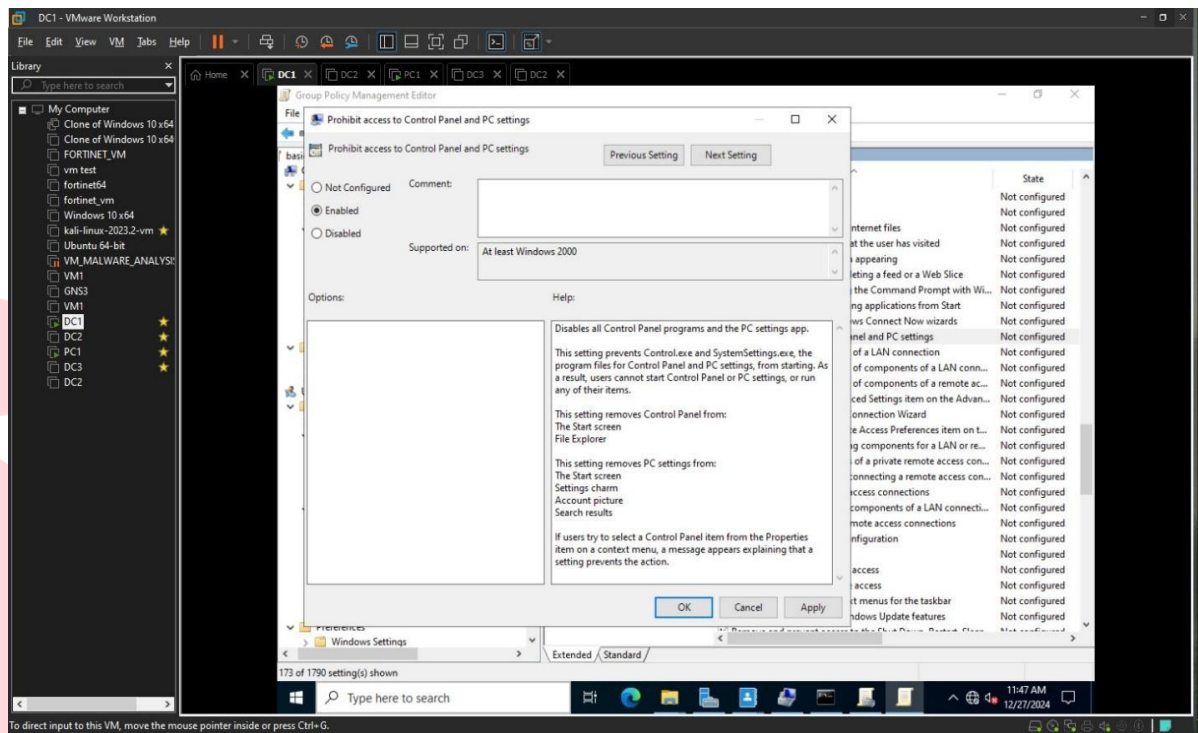 DC1 - VMware Workstation
File Edit View VM Tabs Help
Library
Type here to search
Home DC1 DC2 PC1 DC3 DC2
My Computer
Clone of Windows 10 x64
Clone of Windows 10 x64
FORTINET_VM
vm test
fortinet64
fortinet_vm
Windows 10 x64
kali-linux-2023.2-vm
Ubuntu 64-bit
VM_MALWARE_ANALYSI
VM1
GNS3
VM1
DC1
DC2
PC1
DC3
DC2
Group Policy Management Editor
File
basi
Prohibit access to Control Panel and PC settings
Prohibit access to Control Panel and PC settings
Previous Setting Next Setting
Not Configured
Enabled
Disabled
Comment:
Supported on:
At least Windows 2000
Options:
Help:
Disables all Control Panel programs and the PC settings app.
This setting prevents Control.exe and SystemSettings.exe, the
program files for Control Panel and PC settings, from starting. As
a result, users cannot start Control Panel or PC settings, or run
any of their items.
This setting removes Control Panel from:
The Start screen
File Explorer
This setting removes PC settings from:
The Start screen
Settings charm
Account picture
Search results
If users try to select a Control Panel item from the Properties
item on a context menu, a message appears explaining that a
setting prevents the action.
OK Cancel Apply
State
Not configured
Not configured
nternet files Not configured
at the user has visited Not configured
appearing Not configured
leting a feed or a Web Slice Not configured
the Command Prompt with Wi... Not configured
ng applications from Start Not configured
ws Connect Now wizards Not configured
nel and PC settings Not configured
of a LAN connection Not configured
of components of a LAN conn... Not configured
of components of a remote ac... Not configured
ced Settings item on the Advan... Not configured
onnection Wizard Not configured
e Access Preferences item on t... Not configured
ng components for a LAN or re... Not configured
of a private remote access con... Not configured
connecting a remote access con... Not configured
ccess connections Not configured
components of a LAN connecti... Not configured
mote access connections Not configured
nfiguration Not configured
Not configured
access Not configured
access Not configured
xt menus for the taskbar Not configured
ndows Update features Not configured
Preferences
Windows Settings
Extended Standard
173 of 1790 setting(s) shown
Type here to search
11:47 AM
12/27/2024
To direct input to this VM, move the mouse pointer inside or press Ctrl+G.